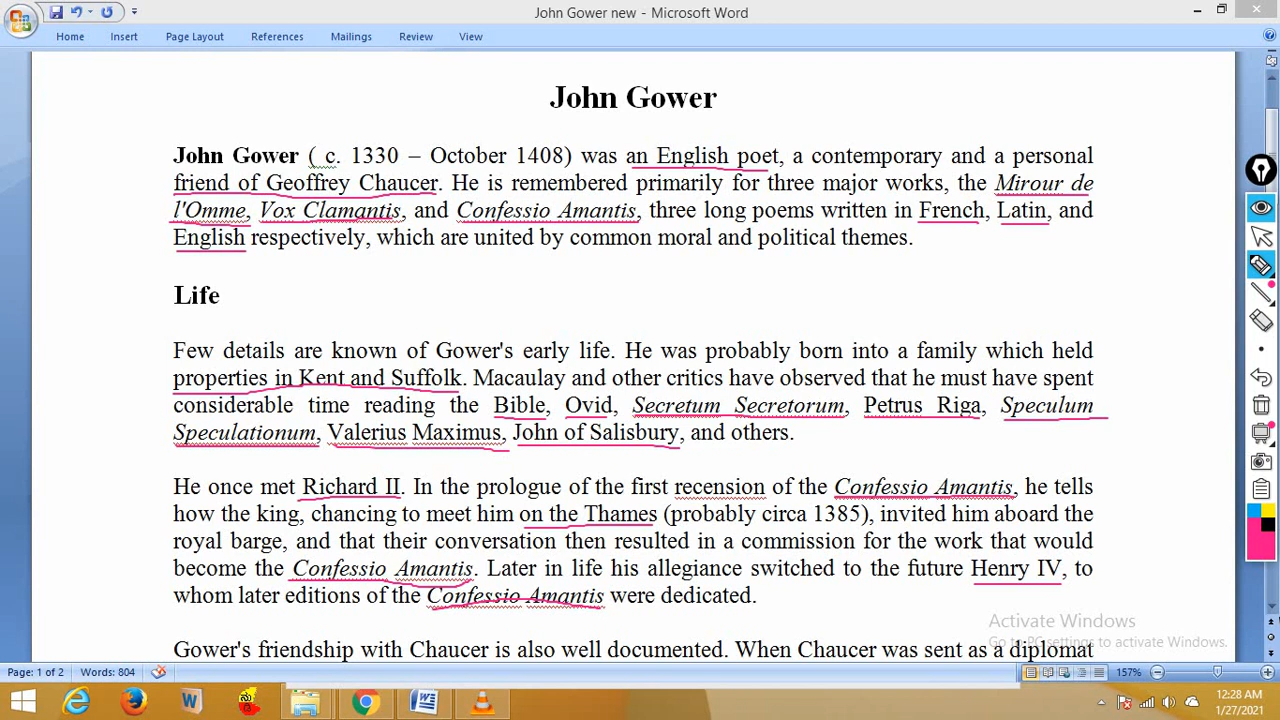 John Gower new - Microsoft Word
Home Insert Page Layout References Mailings Review View
John Gower
John Gower ( c. 1330 – October 1408) was an English poet, a contemporary and a personal
friend of Geoffrey Chaucer. He is remembered primarily for three major works, the Mirour de
l'Omme, Vox Clamantis, and Confessio Amantis, three long poems written in French, Latin, and
English respectively, which are united by common moral and political themes.
Life
Few details are known of Gower's early life. He was probably born into a family which held
properties in Kent and Suffolk. Macaulay and other critics have observed that he must have spent
considerable time reading the Bible, Ovid, Secretum Secretorum, Petrus Riga, Speculum
Speculationum, Valerius Maximus, John of Salisbury, and others.
He once met Richard II. In the prologue of the first recension of the Confessio Amantis, he tells
how the king, chancing to meet him on the Thames (probably circa 1385), invited him aboard the
royal barge, and that their conversation then resulted in a commission for the work that would
become the Confessio Amantis. Later in life his allegiance switched to the future Henry IV, to
whom later editions of the Confessio Amantis were dedicated.
Activate Windows
Go to PC settings to activate Windows.
Gower's friendship with Chaucer is also well documented. When Chaucer was sent as a diplomat
Page: 1 of 2 Words: 804 157%
12:28 AM
1/27/2021